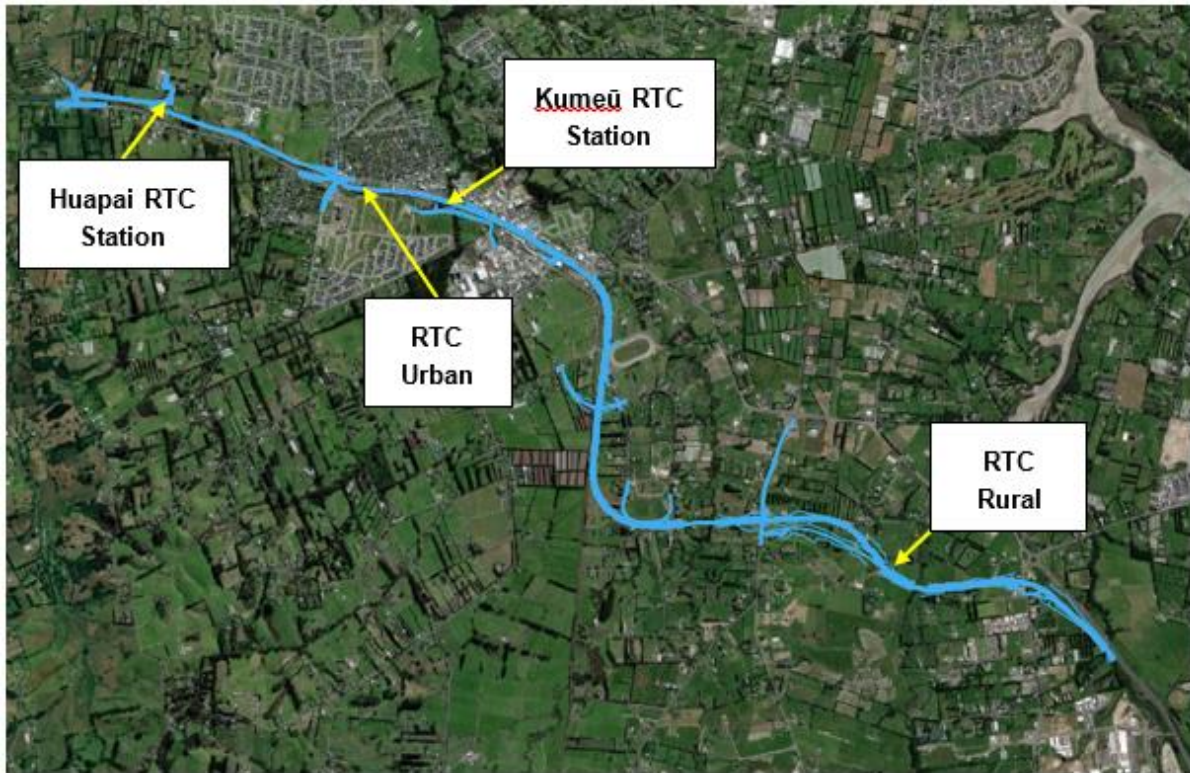 Kumeū RTC
Station
Huapai RTC
Station
RTC
Urban
RTC
Rural